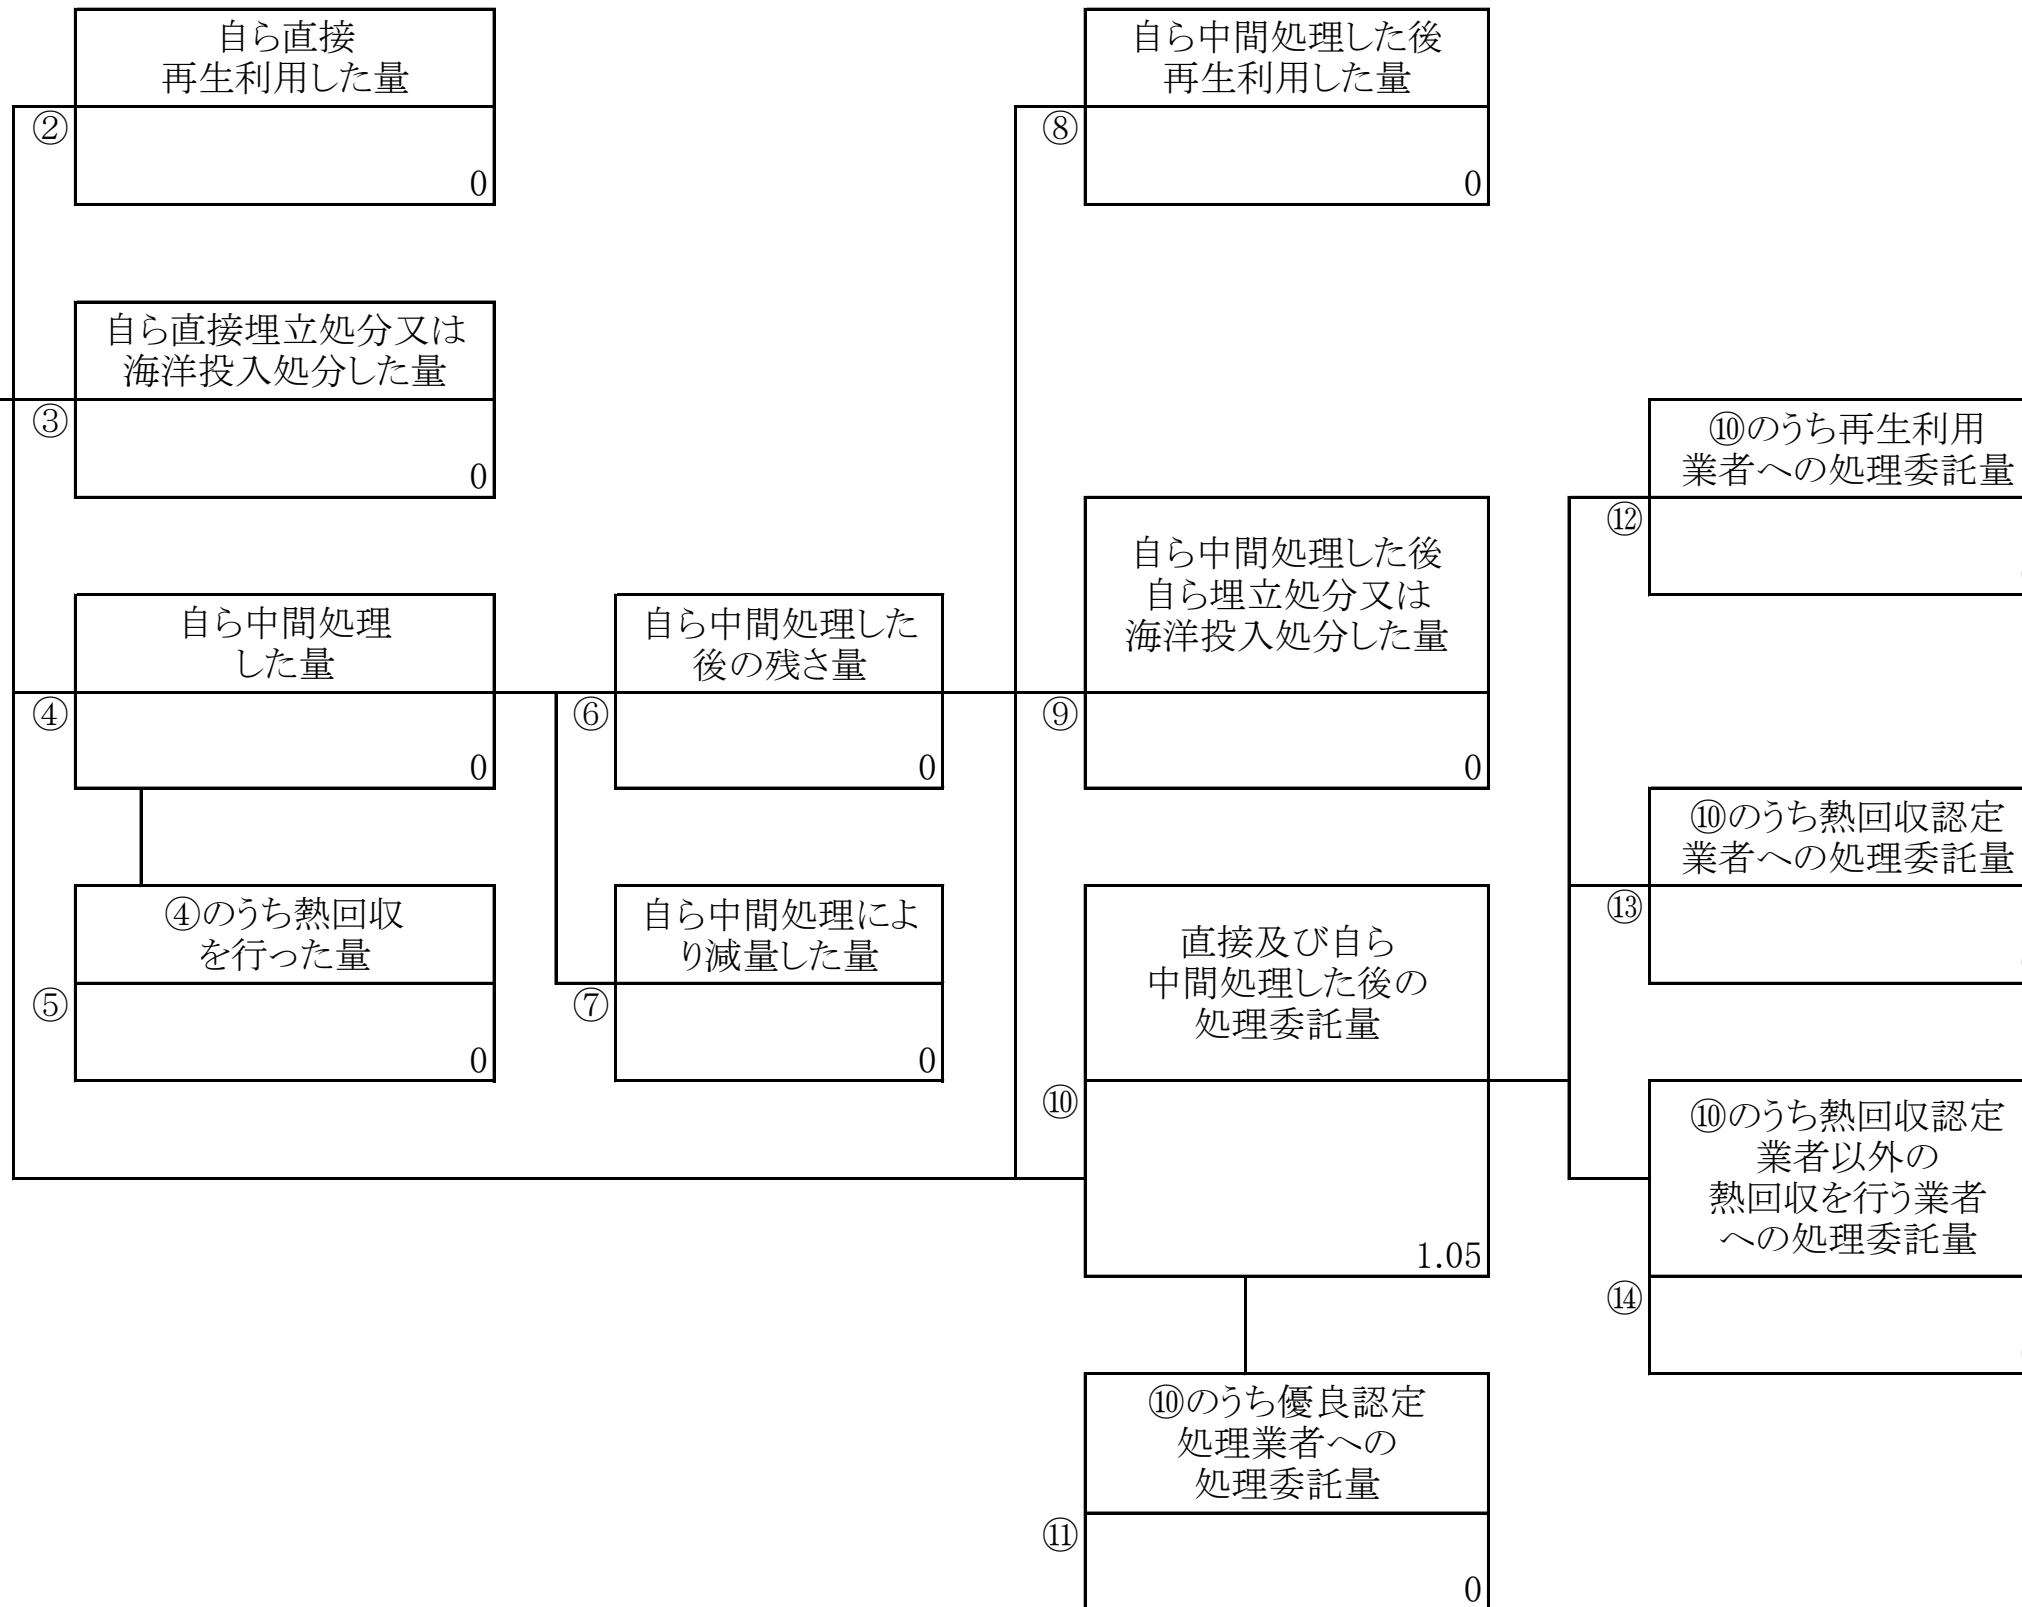 自ら直接
再生利用した量
②
0
自ら中間処理した後
再生利用した量
⑧
0
自ら直接埋立処分又は
海洋投入処分した量
③
0
⑩のうち再生利用
業者への処理委託量
⑫
自ら中間処理した後
自ら埋立処分又は
海洋投入処分した量
⑨
0
自ら中間処理
した量
④
0
自ら中間処理した
後の残さ量
⑥
0
⑩のうち熱回収認定
業者への処理委託量
⑬
④のうち熱回収
を行った量
⑤
0
自ら中間処理によ
り減量した量
⑦
0
直接及び自ら
中間処理した後の
処理委託量
⑩
1.05
⑩のうち熱回収認定
業者以外の
熱回収を行う業者
への処理委託量
⑭
⑩のうち優良認定
処理業者への
処理委託量
⑪
0